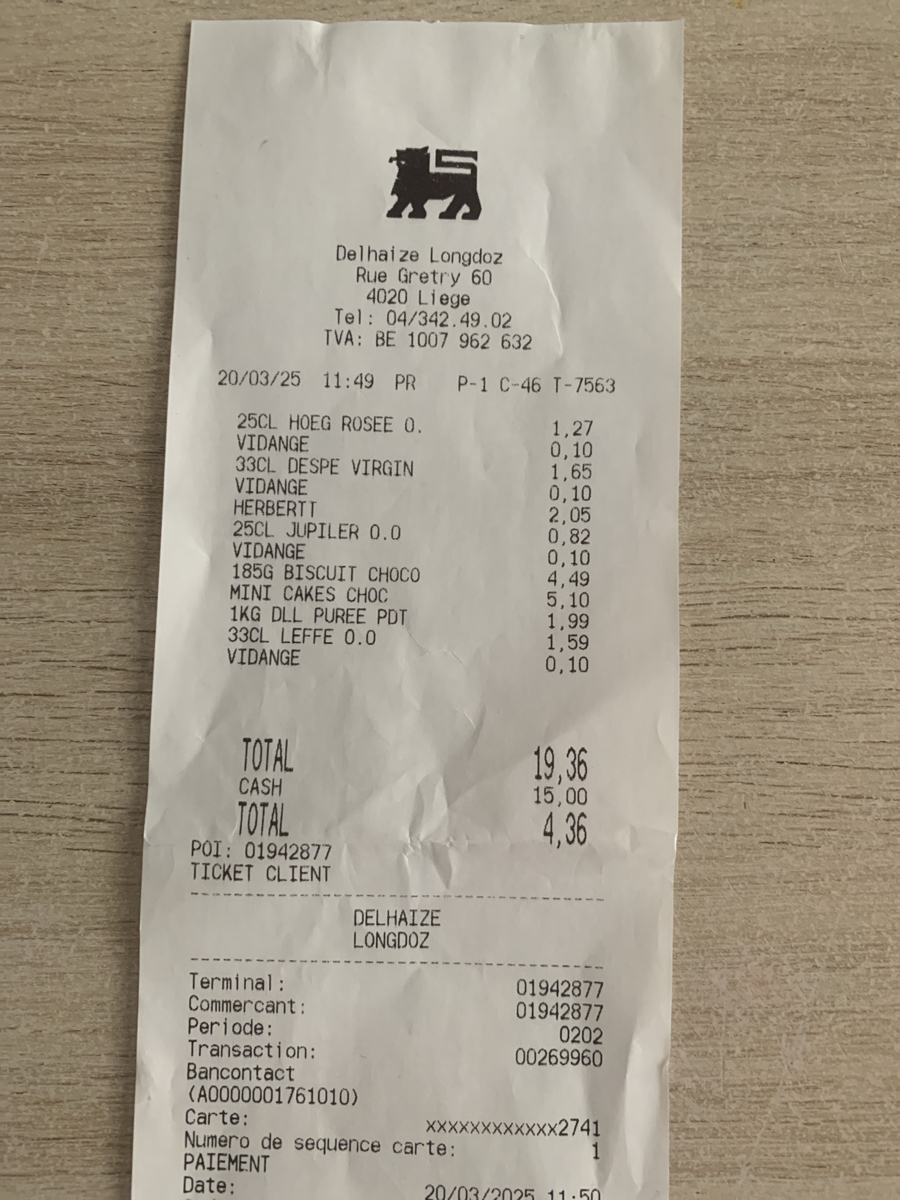 Delhaize Longdoz
Rue Gretry 60
4020 Liege
Tel: 04/342.49.02
TVA: BE 1007 962 632
20/03/25 11:49 PR P-1 C-46 T-7563
25CL HOEG ROSEE 0. 1,27
VIDANGE 0,10
33CL DESPE VIRGIN 1,65
VIDANGE 0,10
HERBERTT 2,05
25CL JUPILER 0.0 0,82
VIDANGE 0,10
185G BISCUIT CHOCO 4,49
MINI CAKES CHOC 5,10
1KG DLL PUREE PDT 1,99
33CL LEFFE 0.0 1,59
VIDANGE 0,10
TOTAL 19,36
CASH 15,00
TOTAL 4,36
POI: 01942877
TICKET CLIENT
DELHAIZE
LONGDOZ
Terminal: 01942877
Commercant: 01942877
Periode: 0202
Transaction: 00269960
Bancontact
(A0000001761010)
Carte: xxxxxxxxxxxx2741
Numero de sequence carte: 1
PAIEMENT
Date: 20/03/2025 11:50